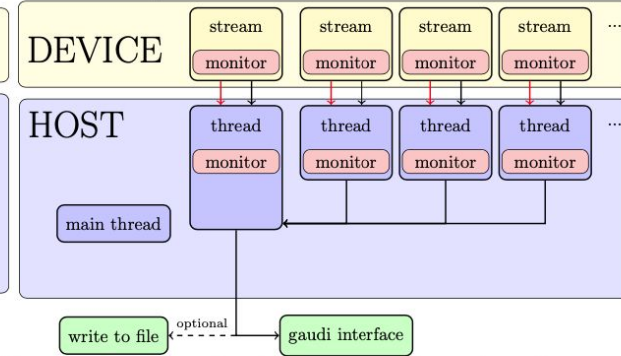 DEVICE
stream stream stream stream ...
monitor monitor monitor monitor
HOST
thread thread thread thread ...
monitor monitor monitor monitor
main thread
write to file
optional
gaudi interface